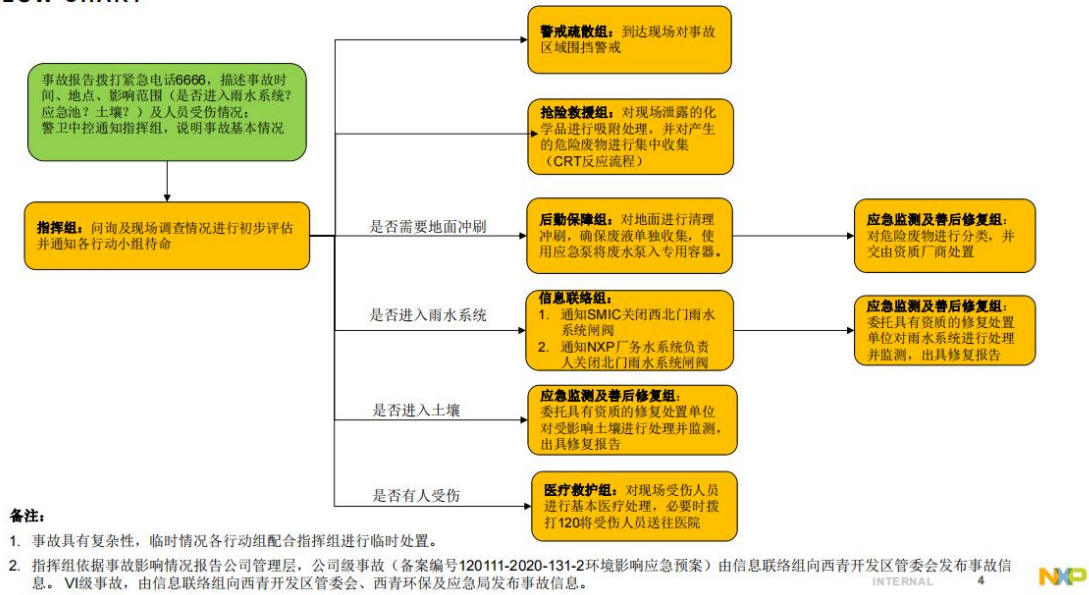 CHART
事故报告拨打紧急电话6666，描述事故时
间、地点、影响范围（是否进入雨水系统？
应急池？土壤？）及人员受伤情况；
警卫中控通知指挥组，说明事故基本情况
指挥组：问询及现场调查情况进行初步评估
并通知各行动小组待命
警戒疏散组：到达现场对事故
区域围挡警戒
抢险救援组：对现场泄露的化
学品进行吸附处理，并对产生
的危险废物进行集中收集
（CRT反应流程）
是否需要地面冲刷
后勤保障组：对地面进行清理
冲刷，确保废液单独收集，使
用应急泵将废水泵入专用容器。
应急监测及善后修复组：
对危险废物进行分类，并
交由资质厂商处置
是否进入雨水系统
信息联络组：
1. 通知SMIC关闭西北门雨水
系统闸阀
2. 通知NXP厂务水系统负责
人关闭北门雨水系统闸阀
应急监测及善后修复组：
委托具有资质的修复处置
单位对雨水系统进行处理
并监测，出具修复报告
是否进入土壤
应急监测及善后修复组：
委托具有资质的修复处置单位
对受影响土壤进行处理并监测，
出具修复报告
是否有人受伤
医疗救护组：对现场受伤人员
进行基本医疗处理，必要时拨
打120将受伤人员送往医院
备注：
1. 事故具有复杂性，临时情况各行动组配合指挥组进行临时处置。
2. 指挥组依据事故影响情况报告公司管理层，公司级事故（备案编号120111-2020-131-2环境影响应急预案）由信息联络组向西青开发区管委会发布事故信
息。 VI级事故，由信息联络组向西青开发区管委会、西青环保及应急局发布事故信息。
INTERNAL 4
NXP